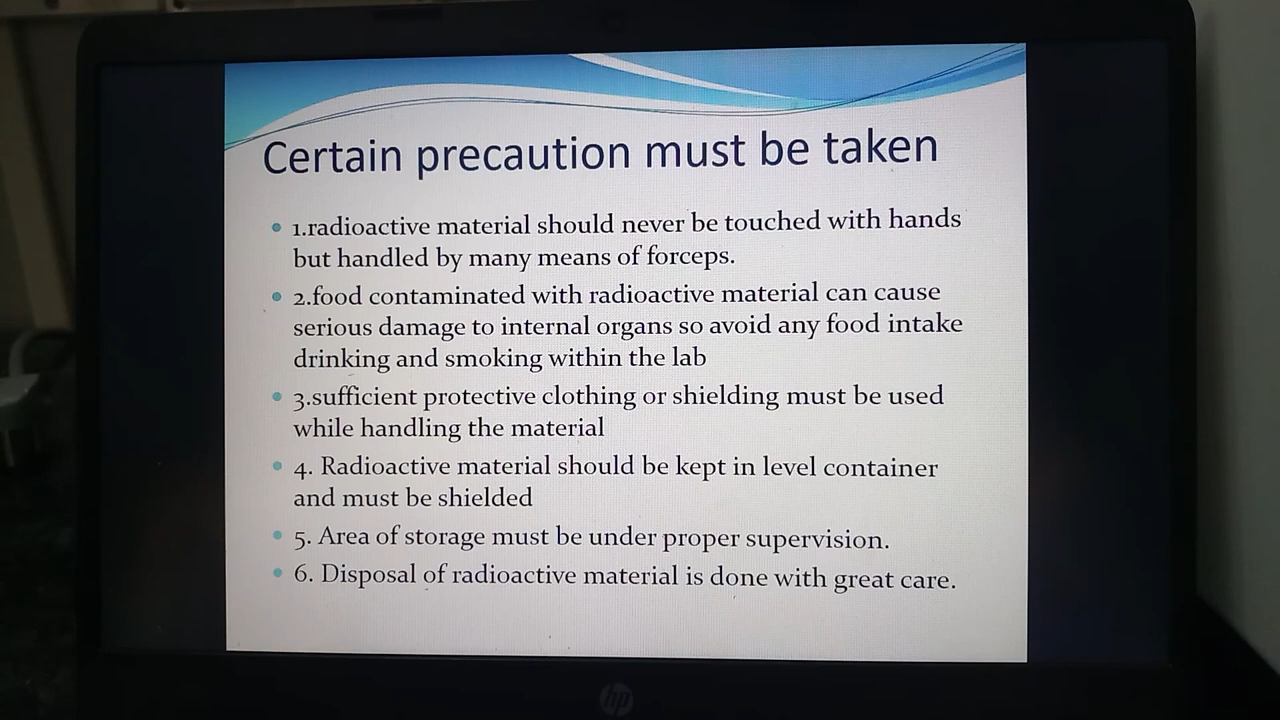 Certain precaution must be taken
1.radioactive material should never be touched with hands
but handled by many means of forceps.
2.food contaminated with radioactive material can cause
serious damage to internal organs so avoid any food intake
drinking and smoking within the lab
3.sufficient protective clothing or shielding must be used
while handling the material
4. Radioactive material should be kept in level container
and must be shielded
5. Area of storage must be under proper supervision.
6. Disposal of radioactive material is done with great care.
hp